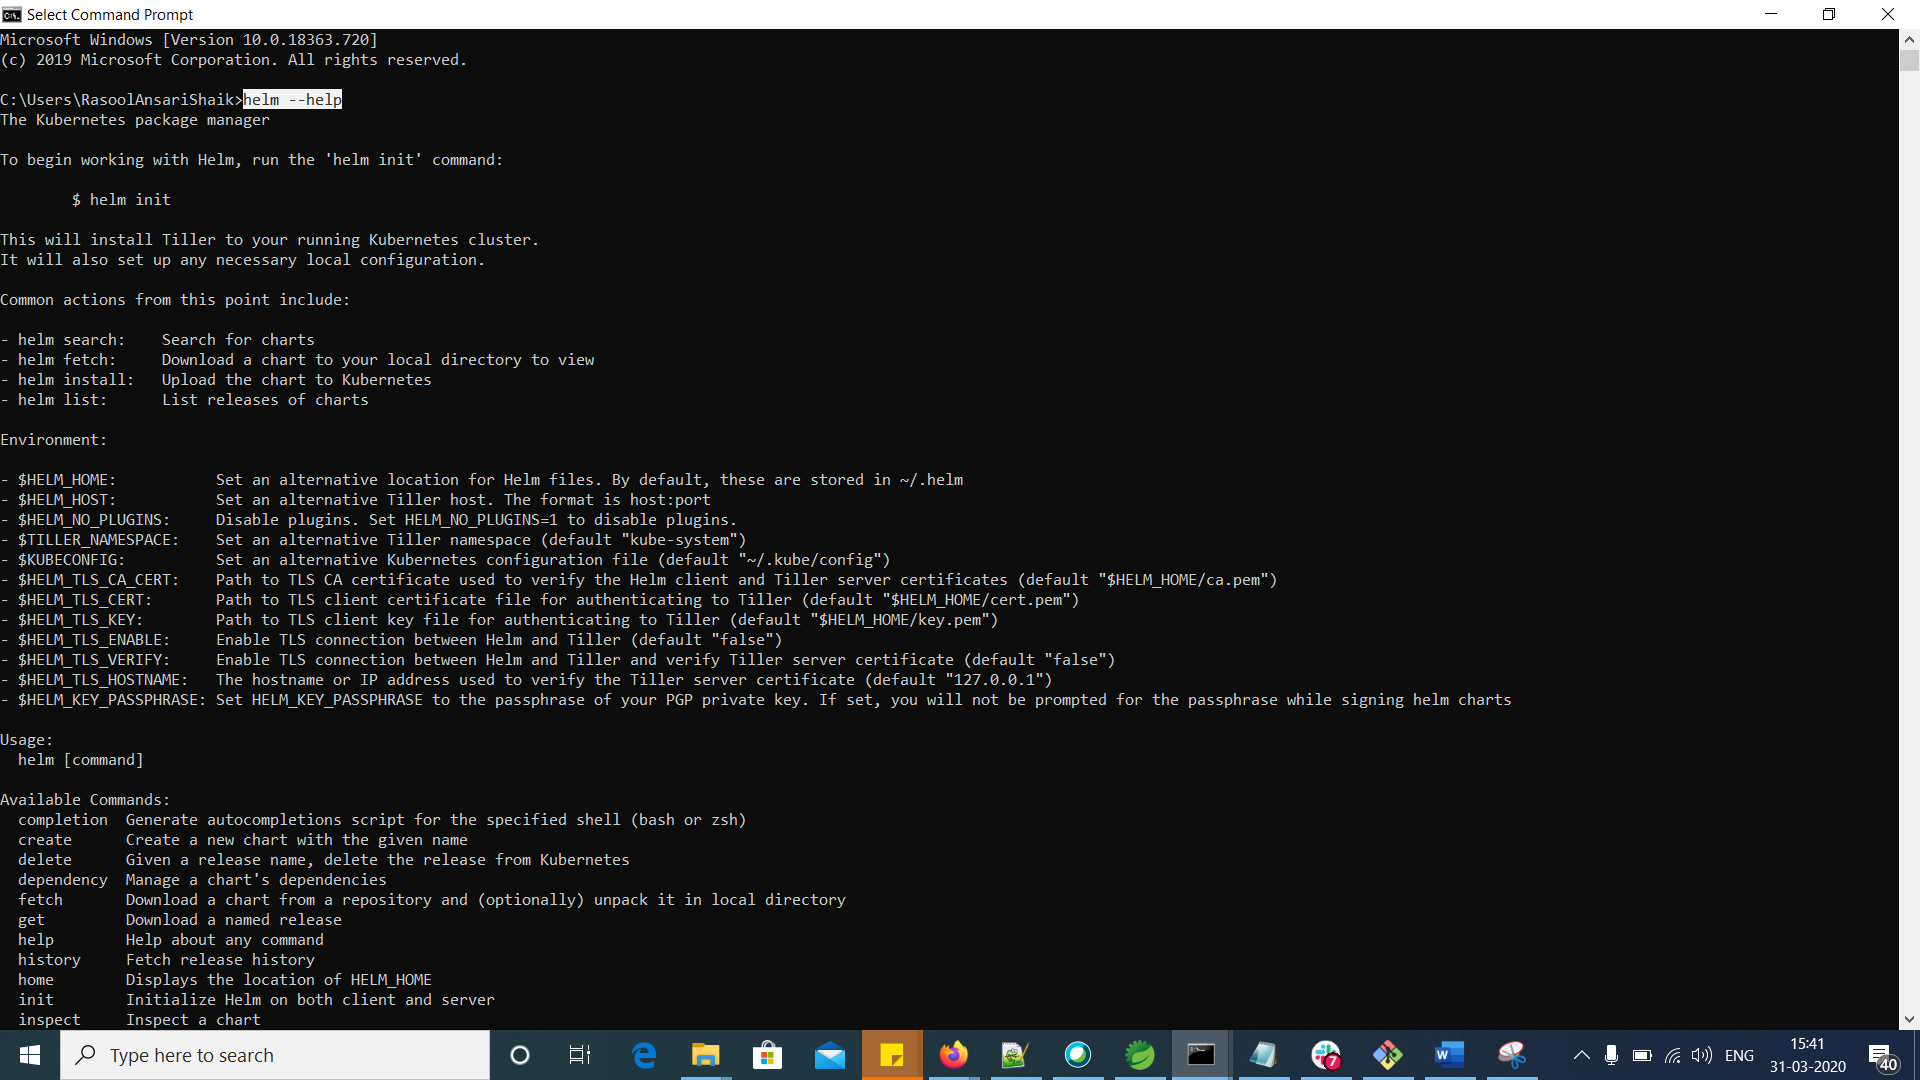 Select Command Prompt
Microsoft Windows [Version 10.0.18363.720]
(c) 2019 Microsoft Corporation. All rights reserved.
C:\Users\RasoolAnsariShaik>helm --help
The Kubernetes package manager
To begin working with Helm, run the 'helm init' command:
$ helm init
This will install Tiller to your running Kubernetes cluster.
It will also set up any necessary local configuration.
Common actions from this point include:
- helm search:    Search for charts
- helm fetch:     Download a chart to your local directory to view
- helm install:   Upload the chart to Kubernetes
- helm list:      List releases of charts
Environment:
- $HELM_HOME:           Set an alternative location for Helm files. By default, these are stored in ~/.helm
- $HELM_HOST:           Set an alternative Tiller host. The format is host:port
- $HELM_NO_PLUGINS:     Disable plugins. Set HELM_NO_PLUGINS=1 to disable plugins.
- $TILLER_NAMESPACE:    Set an alternative Tiller namespace (default "kube-system")
- $KUBECONFIG:          Set an alternative Kubernetes configuration file (default "~/.kube/config")
- $HELM_TLS_CA_CERT:    Path to TLS CA certificate used to verify the Helm client and Tiller server certificates (default "$HELM_HOME/ca.pem")
- $HELM_TLS_CERT:       Path to TLS client certificate file for authenticating to Tiller (default "$HELM_HOME/cert.pem")
- $HELM_TLS_KEY:        Path to TLS client key file for authenticating to Tiller (default "$HELM_HOME/key.pem")
- $HELM_TLS_ENABLE:     Enable TLS connection between Helm and Tiller (default "false")
- $HELM_TLS_VERIFY:     Enable TLS connection between Helm and Tiller and verify Tiller server certificate (default "false")
- $HELM_TLS_HOSTNAME:   The hostname or IP address used to verify the Tiller server certificate (default "127.0.0.1")
- $HELM_KEY_PASSPHRASE: Set HELM_KEY_PASSPHRASE to the passphrase of your PGP private key. If set, you will not be prompted for the passphrase while signing helm charts
Usage:
helm [command]
Available Commands:
completion  Generate autocompletions script for the specified shell (bash or zsh)
create      Create a new chart with the given name
delete      Given a release name, delete the release from Kubernetes
dependency  Manage a chart's dependencies
fetch       Download a chart from a repository and (optionally) unpack it in local directory
get         Download a named release
help        Help about any command
history     Fetch release history
home        Displays the location of HELM_HOME
init        Initialize Helm on both client and server
inspect     Inspect a chart
Type here to search
7
W
ENG
15:41
31-03-2020
40